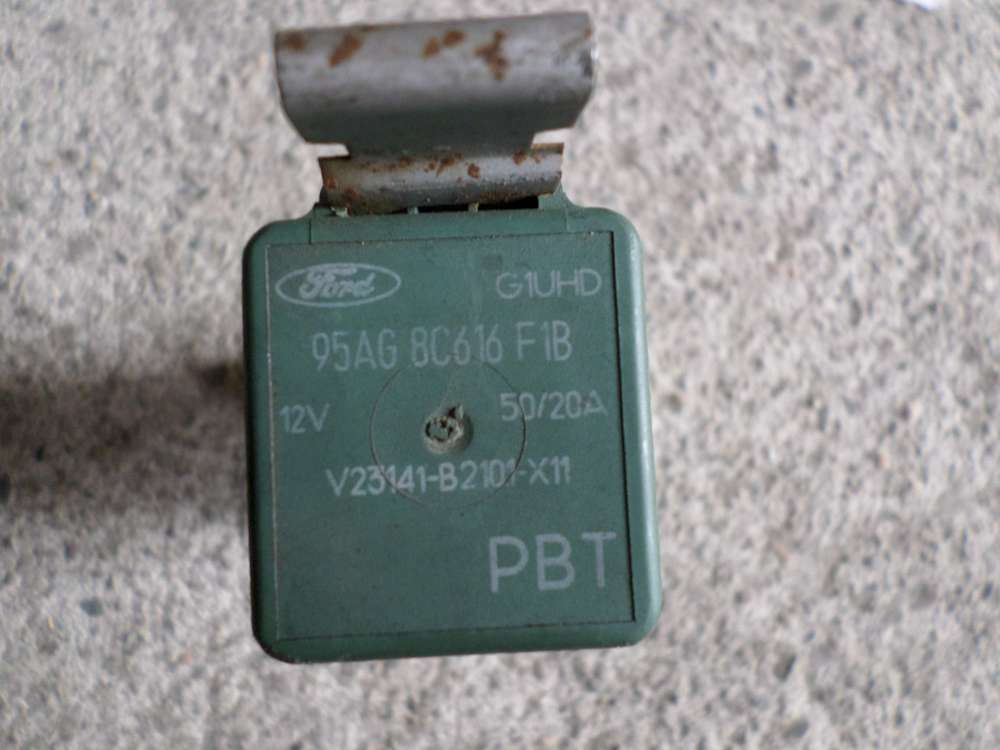 Ford G1UHD
95AG 8C616 F1B
12V 50/20A
V23141-B2101-X11
PBT